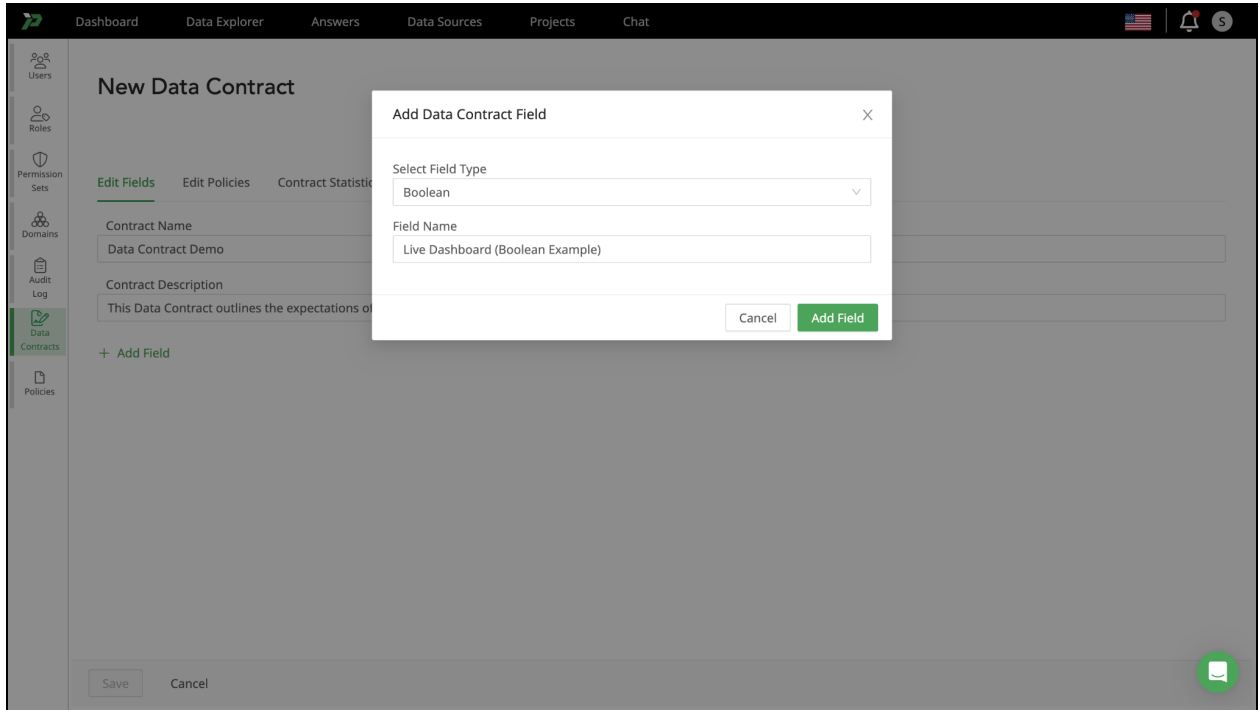 Dashboard Data Explorer Answers Data Sources Projects Chat S
Users
Roles
Permission
Sets
Domains
Audit
Log
Data
Contracts
Policies
New Data Contract
Edit Fields Edit Policies Contract Statistic
Contract Name
Data Contract Demo
Contract Description
This Data Contract outlines the expectations of
+ Add Field
Add Data Contract Field
Select Field Type
Boolean
Field Name
Live Dashboard (Boolean Example)
Cancel Add Field
Save Cancel